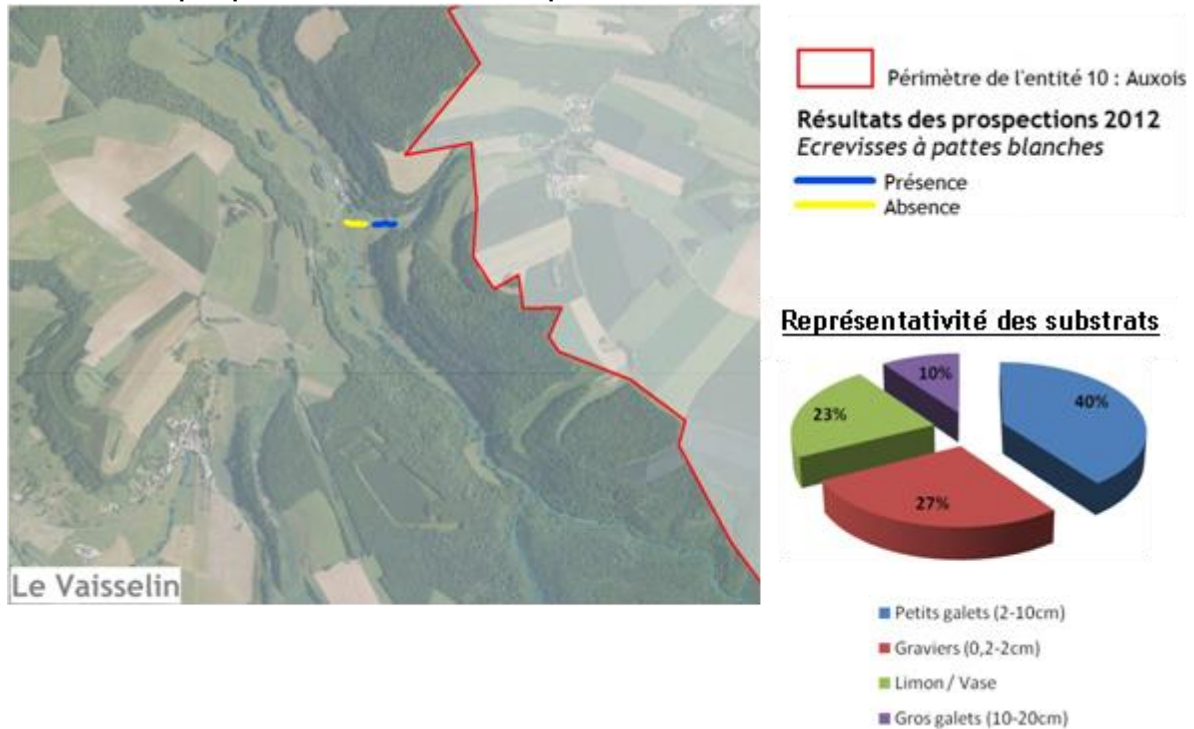 Le Vaisselin
Périmètre de l'entité 10 : Auxois
Résultats des prospections 2012
Ecrevisses à pattes blanches
Présence
Absence
Représentativité des substrats
10%
40%
23%
27%
Petits galets (2-10cm)
Graviers (0,2-2cm)
Limon / Vase
Gros galets (10-20cm)